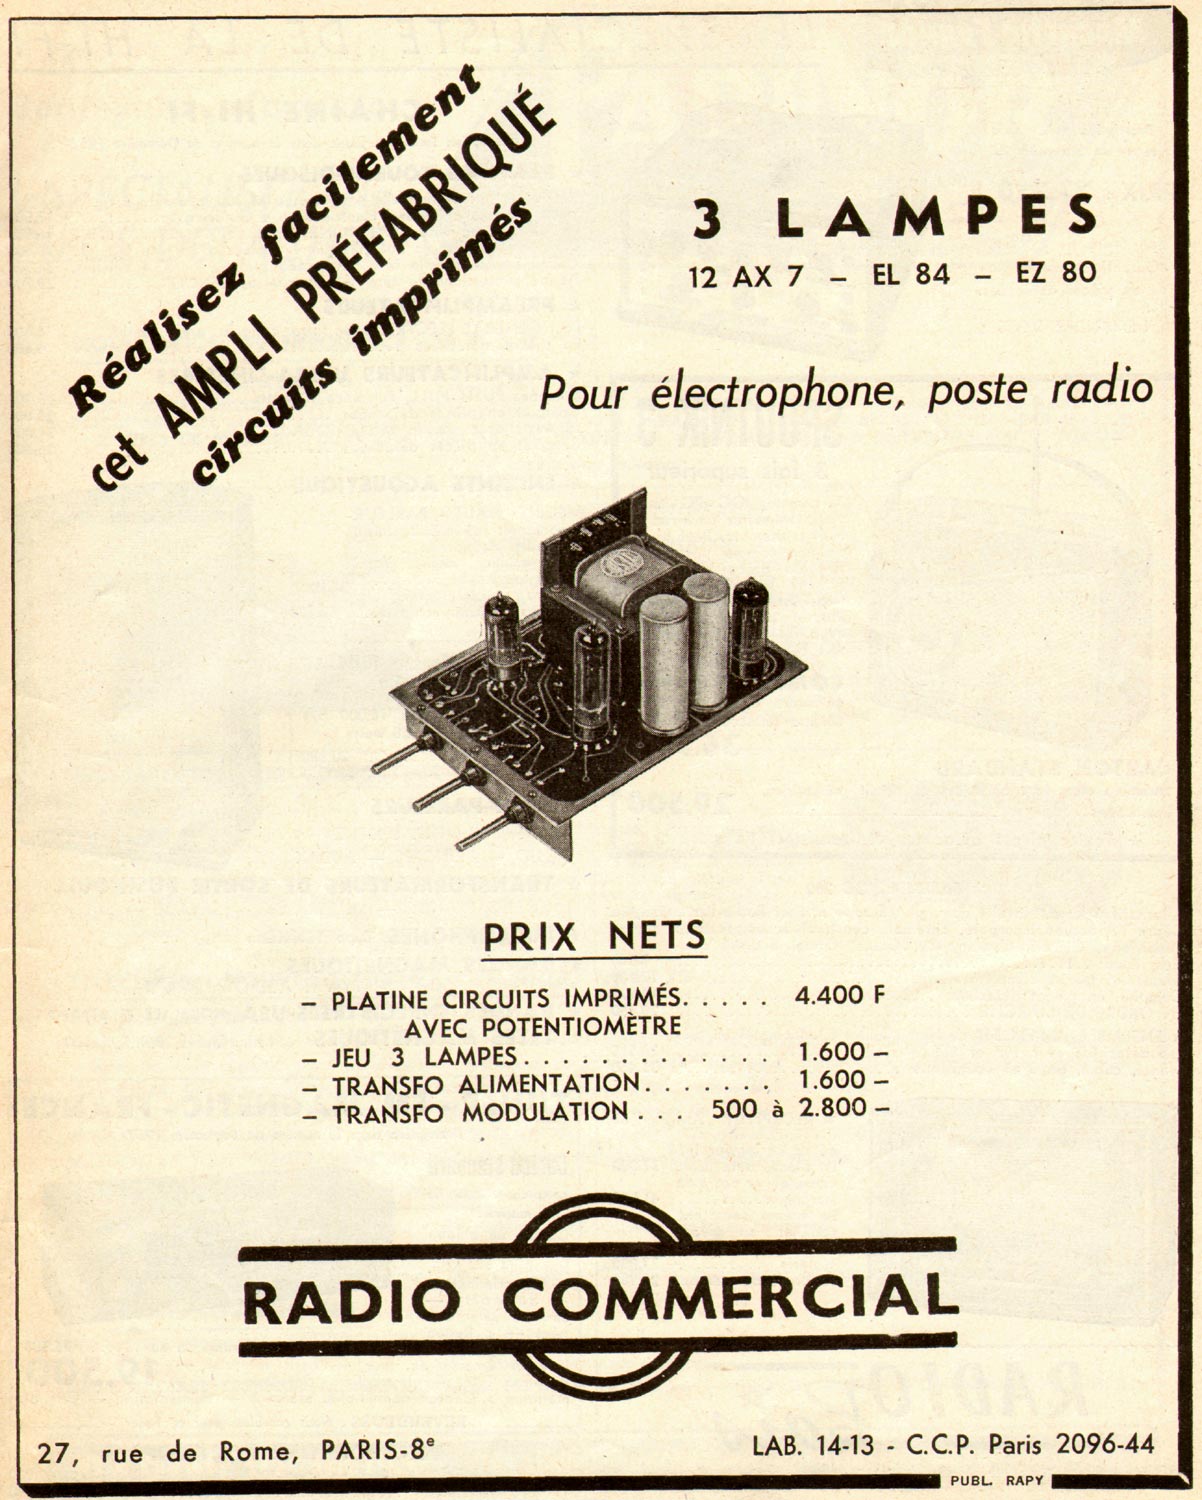 Réalisez facilement
cet AMPLI PRÉFABRIQUÉ
circuits imprimés
3 LAMPES
12 AX 7 – EL 84 – EZ 80
Pour électrophone, poste radio
PRIX NETS
– PLATINE CIRCUITS IMPRIMÉS. . . . . 4.400 F
AVEC POTENTIOMÈTRE
– JEU 3 LAMPES. . . . . . . . . . . . . 1.600 –
– TRANSFO ALIMENTATION. . . . . . . 1.600 –
– TRANSFO MODULATION . . . 500 à 2.800 –
RADIO COMMERCIAL
27, rue de Rome, PARIS-8e
LAB. 14-13 - C.C.P. Paris 2096-44
PUBL. RAPY